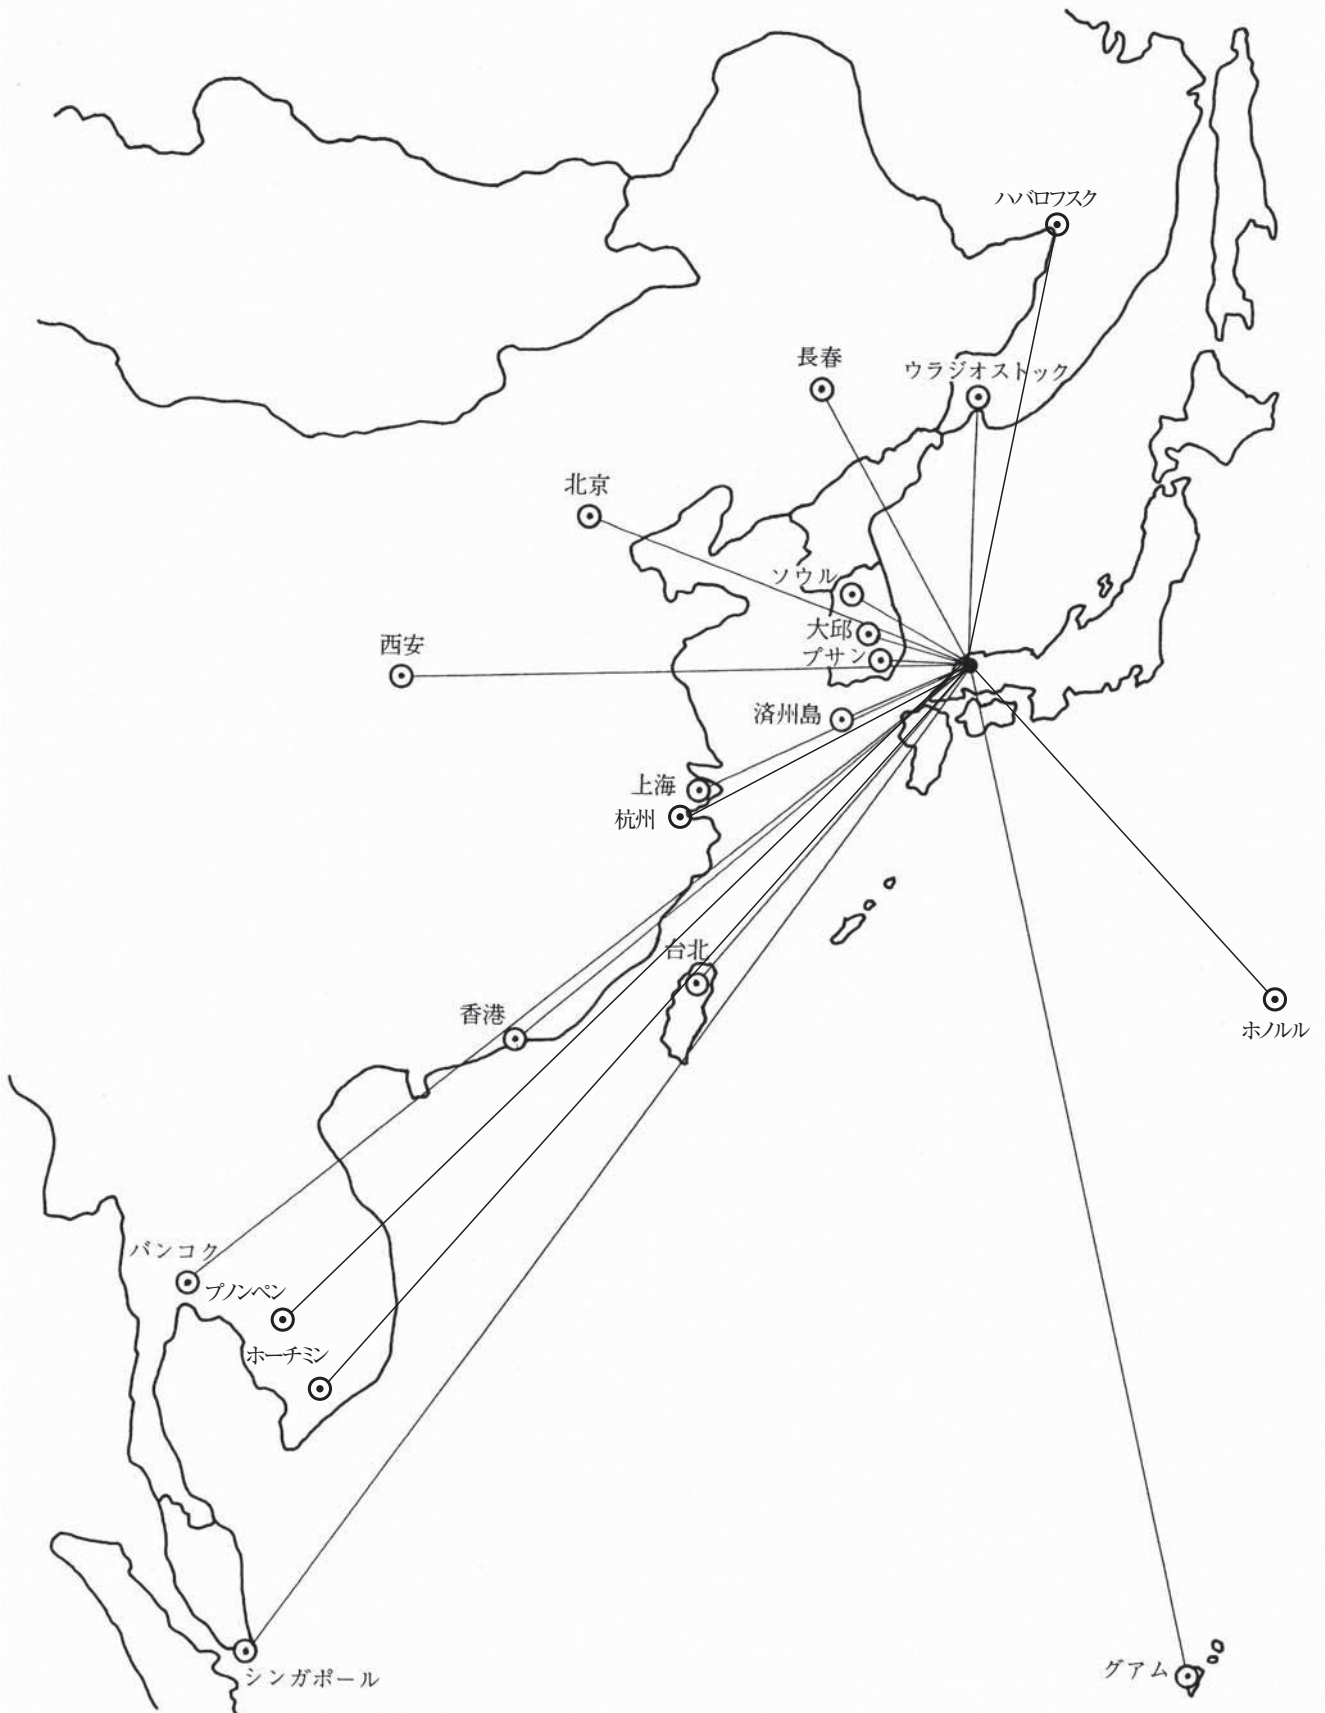 ハバロフスク
長春
ウラジオストック
北京
ソウル
大邱
プサン
西安
済州島
上海
杭州
台北
香港
ホノルル
バンコク
プノンペン
ホーチミン
シンガポール
グアム